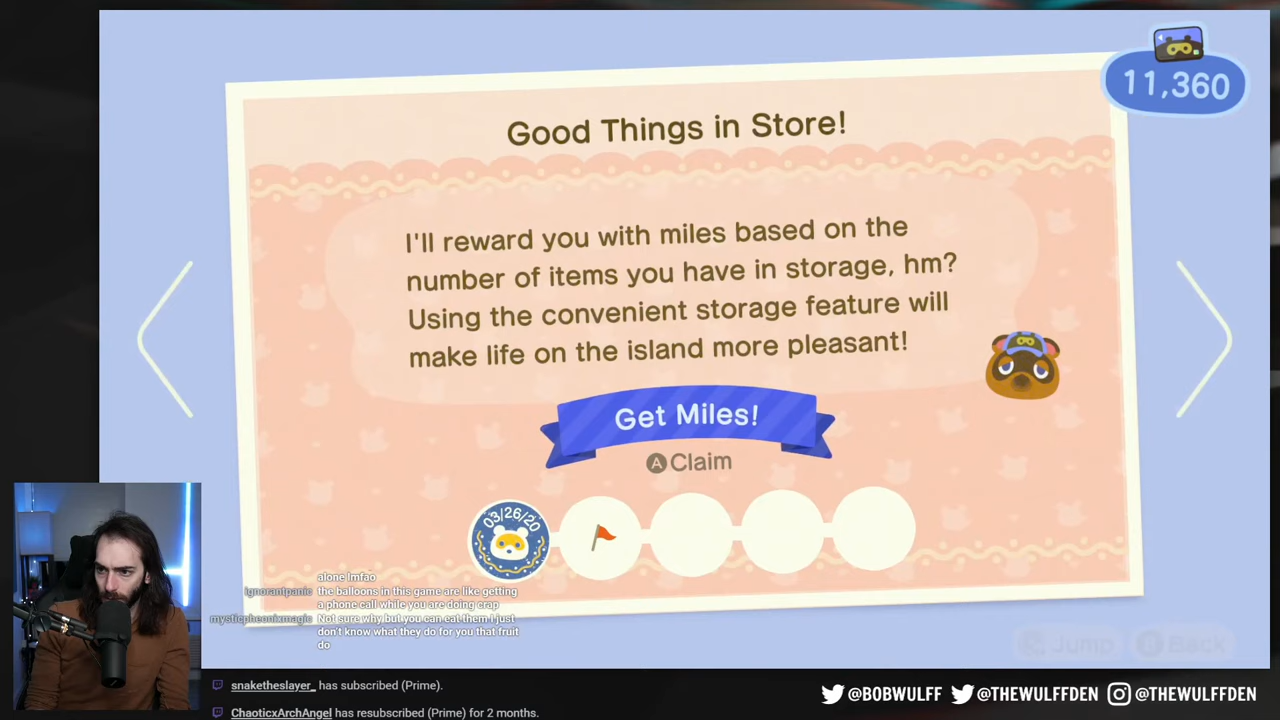 11,360
Good Things in Store!
I'll reward you with miles based on the
number of items you have in storage, hm?
Using the convenient storage feature will
make life on the island more pleasant!
Get Miles!
A Claim
03/26/20
alone lmfao
ignorantpanic the balloons in this game are like getting
a phone call while you are doing crap
mysticpheonixmagic Not sure why but you can eat them I just
don't know what they do for you that fruit
do
Jump Back
snaketheslayer_ has subscribed (Prime).
@BOBWULFF @THEWULFFDEN @THEWULFFDEN
ChaoticxArchAngel has resubscribed (Prime) for 2 months.